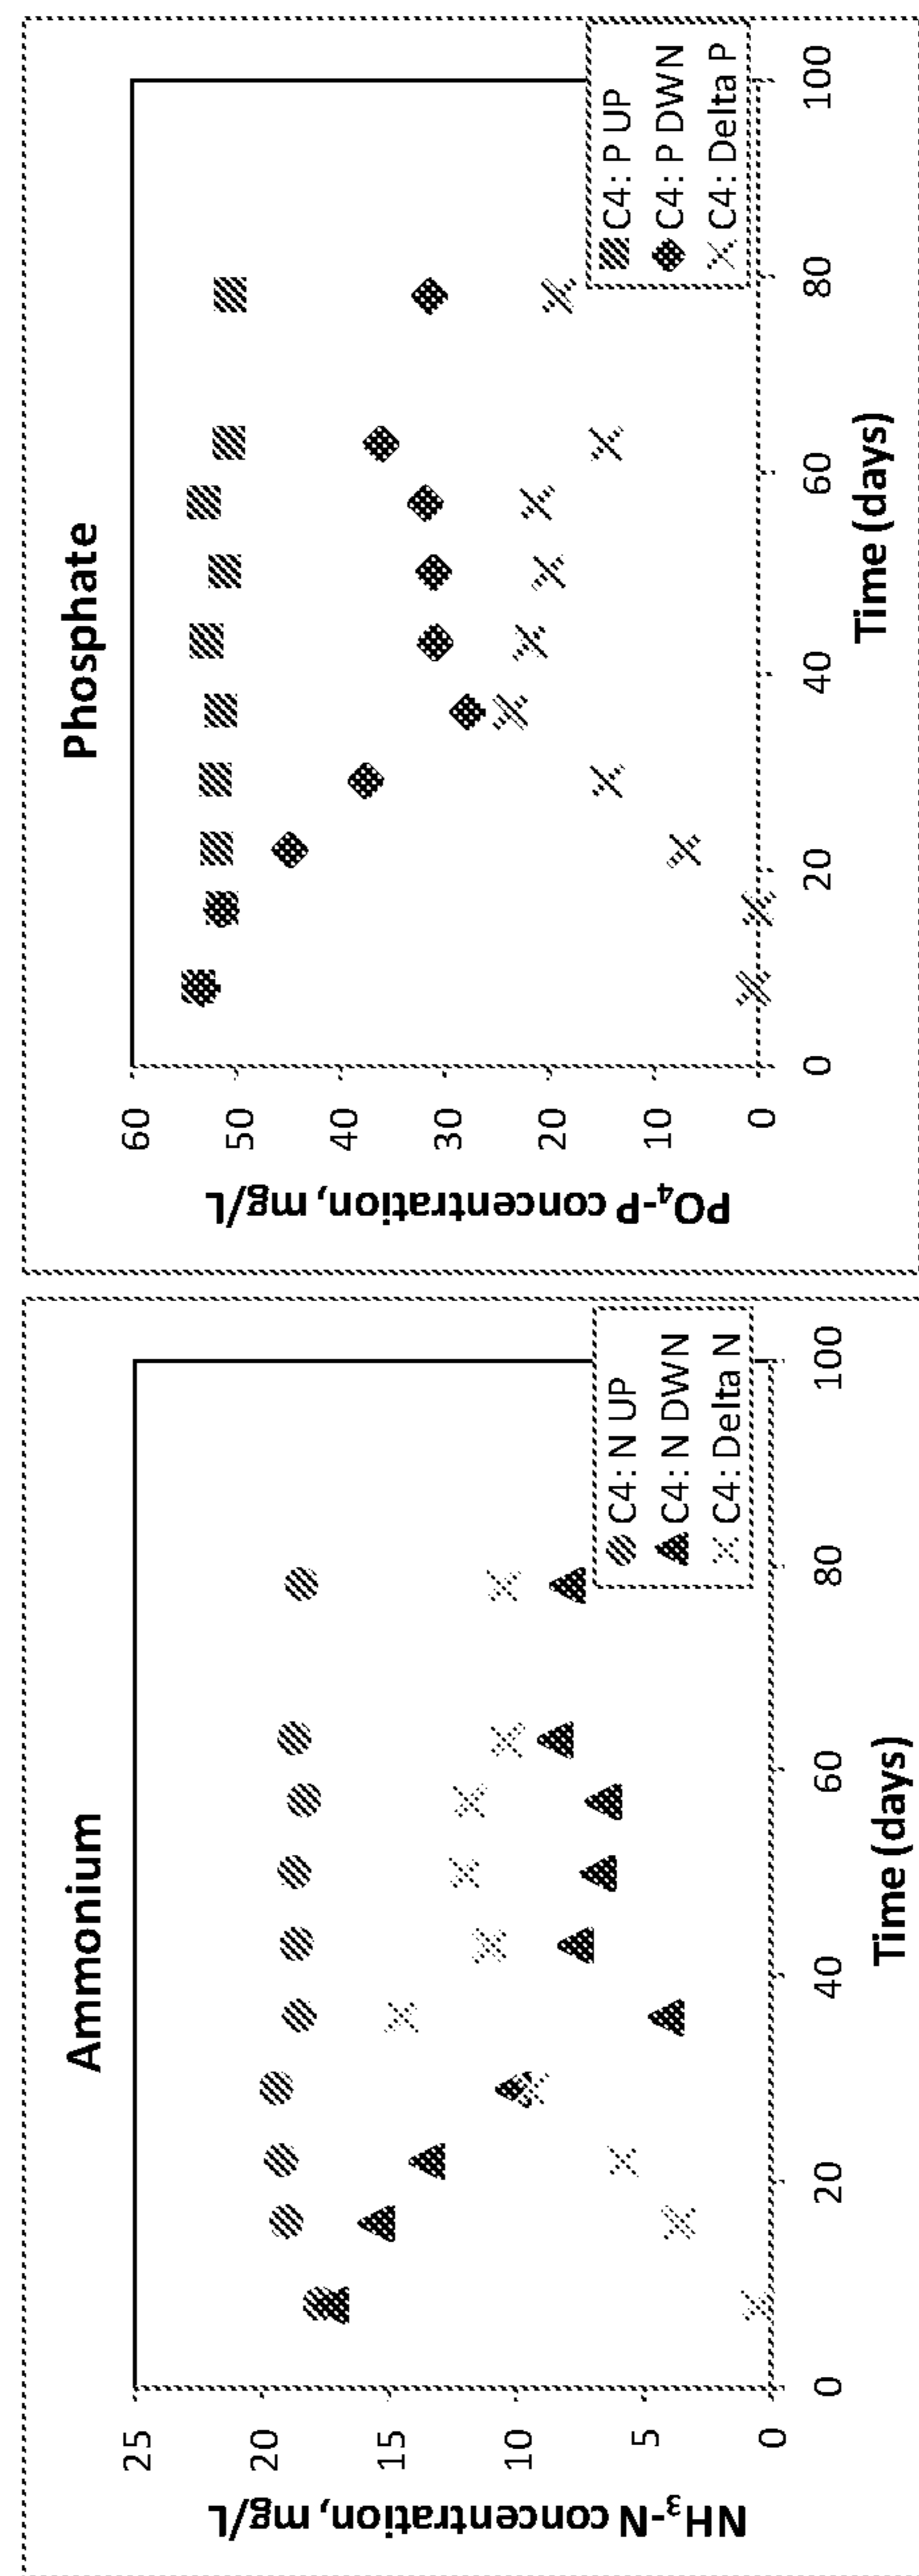 Ammonium
NH₃-N concentration, mg/L
25
20
15
10
5
0
0
20
40
60
80
100
Time (days)
C4: N UP
C4: N DWN
C4: Delta N
Phosphate
PO₄-P concentration, mg/L
60
50
40
30
20
10
0
0
20
40
60
80
100
Time (days)
C4: P UP
C4: P DWN
C4: Delta P